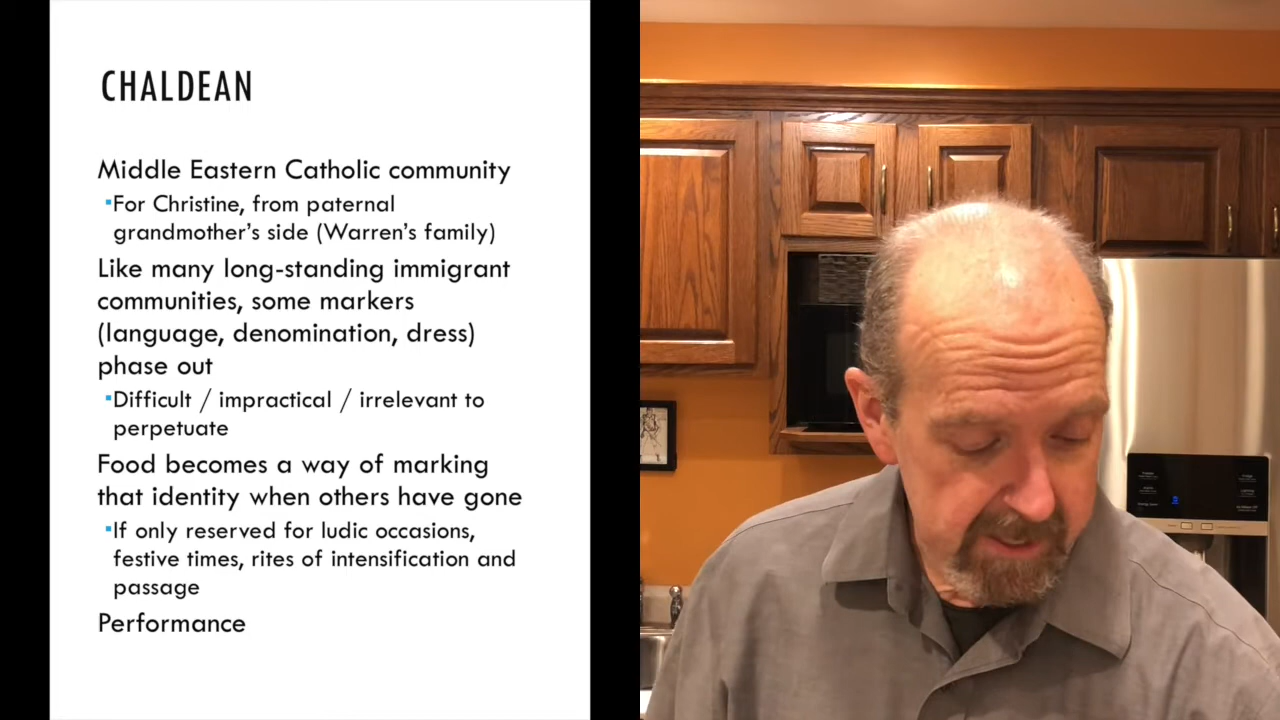 CHALDEAN
Middle Eastern Catholic community
▪For Christine, from paternal
grandmother's side (Warren's family)
Like many long-standing immigrant
communities, some markers
(language, denomination, dress)
phase out
▪Difficult / impractical / irrelevant to
perpetuate
Food becomes a way of marking
that identity when others have gone
▪If only reserved for ludic occasions,
festive times, rites of intensification and
passage
Performance